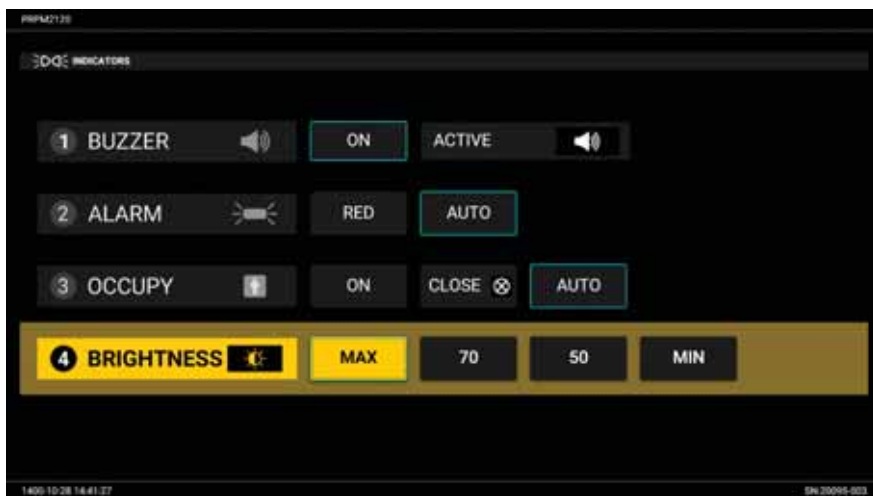 PRPM2120
INDICATORS
1 BUZZER ON ACTIVE
2 ALARM RED AUTO
3 OCCUPY ON CLOSE AUTO
4 BRIGHTNESS MAX 70 50 MIN
1400-10-28 14:41:27 SN:20095-003